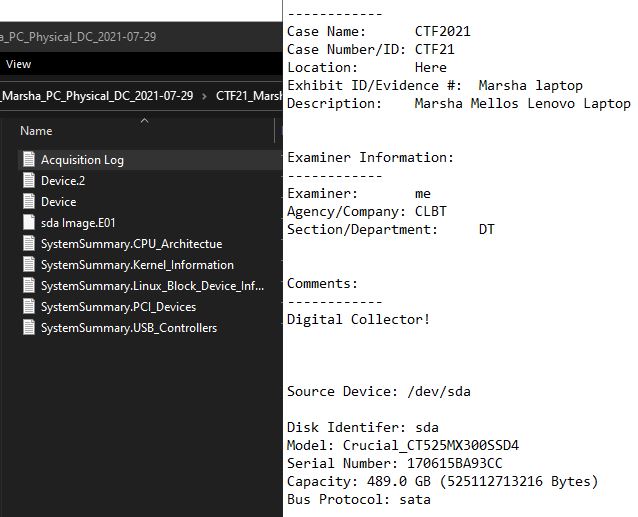 a_PC_Physical_DC_2021-07-29
View
_Marsha_PC_Physical_DC_2021-07-29 > CTF21_Marsh
Name
Acquisition Log
Device.2
Device
sda Image.E01
SystemSummary.CPU_Architectue
SystemSummary.Kernel_Information
SystemSummary.Linux_Block_Device_Inf...
SystemSummary.PCI_Devices
SystemSummary.USB_Controllers
------------
Case Name: CTF2021
Case Number/ID: CTF21
Location: Here
Exhibit ID/Evidence #: Marsha laptop
Description: Marsha Mellos Lenovo Laptop
Examiner Information:
------------
Examiner: me
Agency/Company: CLBT
Section/Department: DT
Comments:
------------
Digital Collector!
Source Device: /dev/sda
Disk Identifer: sda
Model: Crucial_CT525MX300SSD4
Serial Number: 170615BA93CC
Capacity: 489.0 GB (525112713216 Bytes)
Bus Protocol: sata